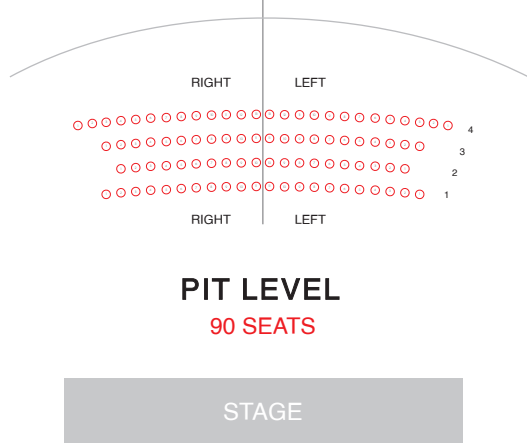 RIGHT LEFT
4
3
2
1
RIGHT LEFT
PIT LEVEL
90 SEATS
STAGE